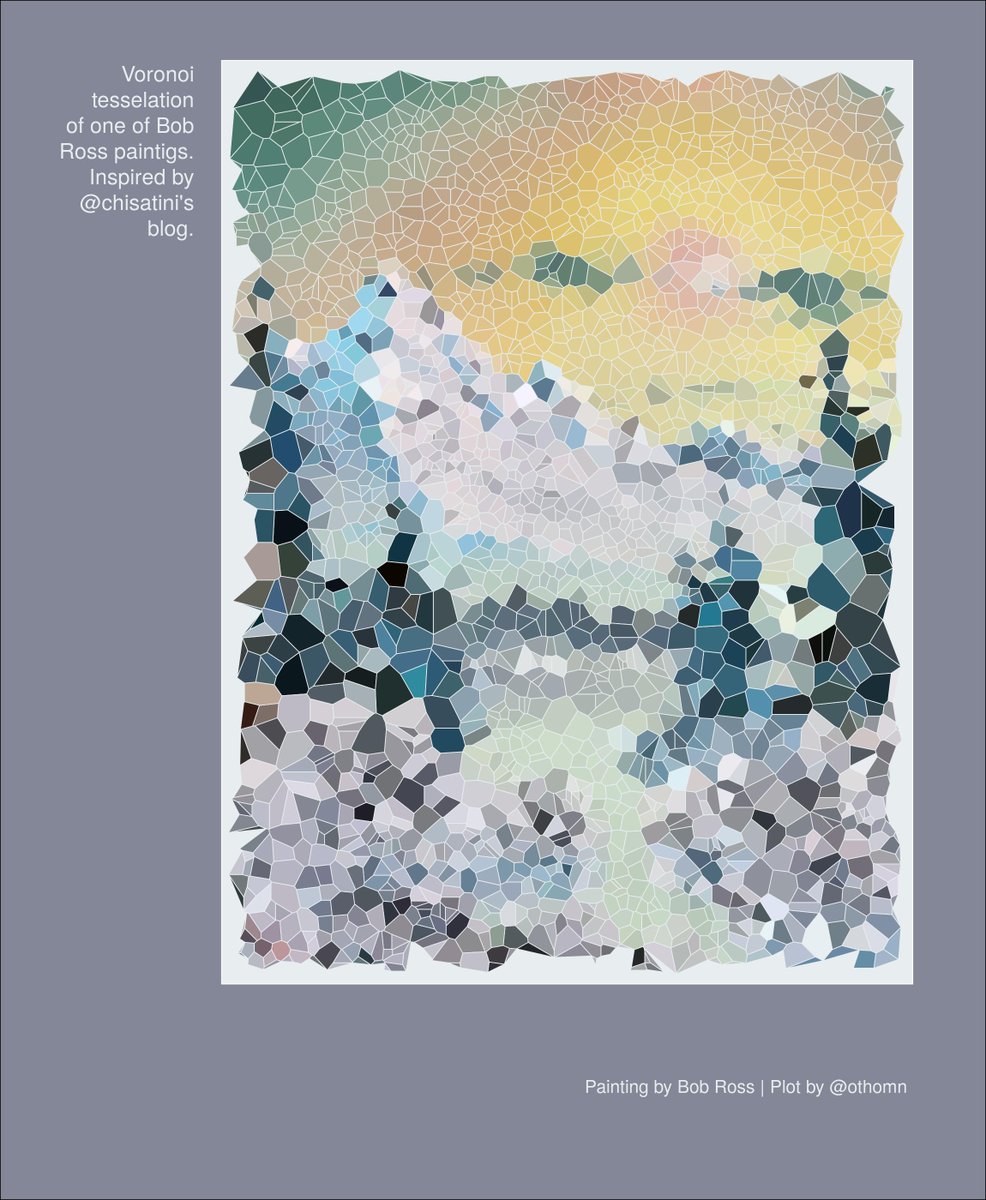 Voronoi
tesselation
of one of Bob
Ross paintigs.
Inspired by
@chisatini's
blog.
Painting by Bob Ross | Plot by @othomn